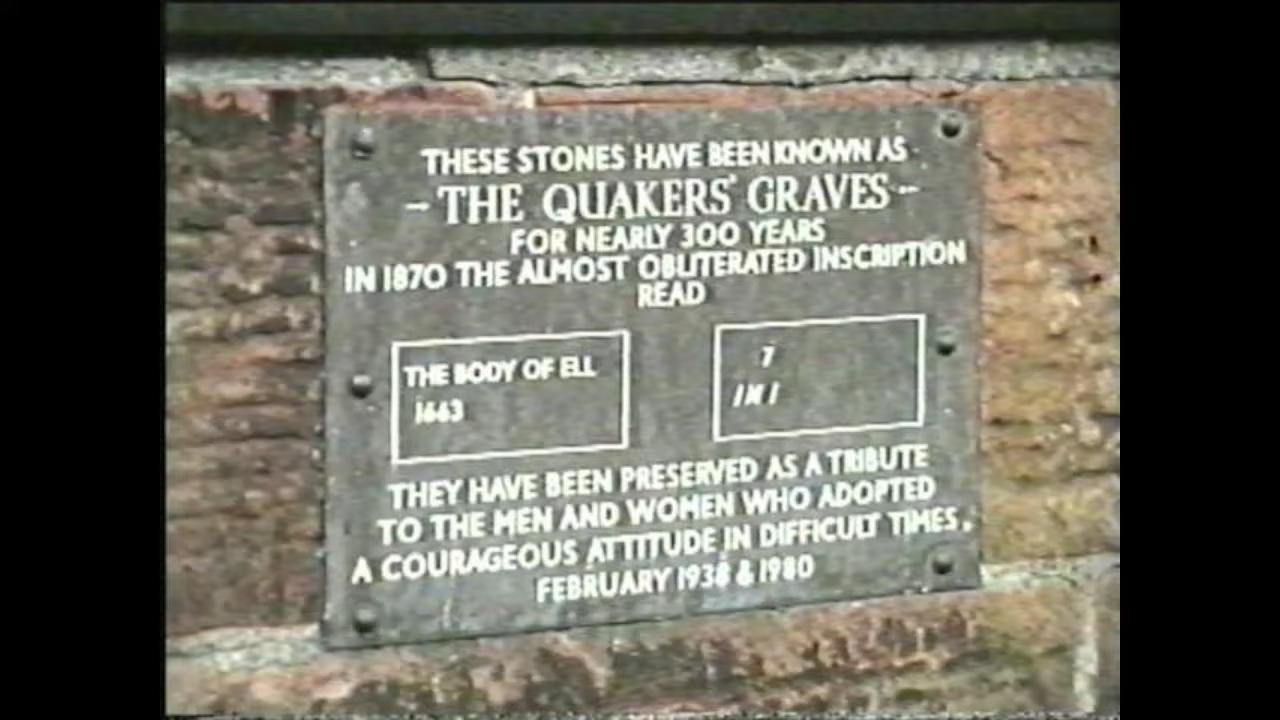 THESE STONES HAVE BEEN KNOWN AS
- THE QUAKERS' GRAVES -
FOR NEARLY 300 YEARS
IN 1870 THE ALMOST OBLITERATED INSCRIPTION
READ
THE BODY OF ELL
1663
7
IN I
THEY HAVE BEEN PRESERVED AS A TRIBUTE
TO THE MEN AND WOMEN WHO ADOPTED
A COURAGEOUS ATTITUDE IN DIFFICULT TIMES.
FEBRUARY 1938 & 1980